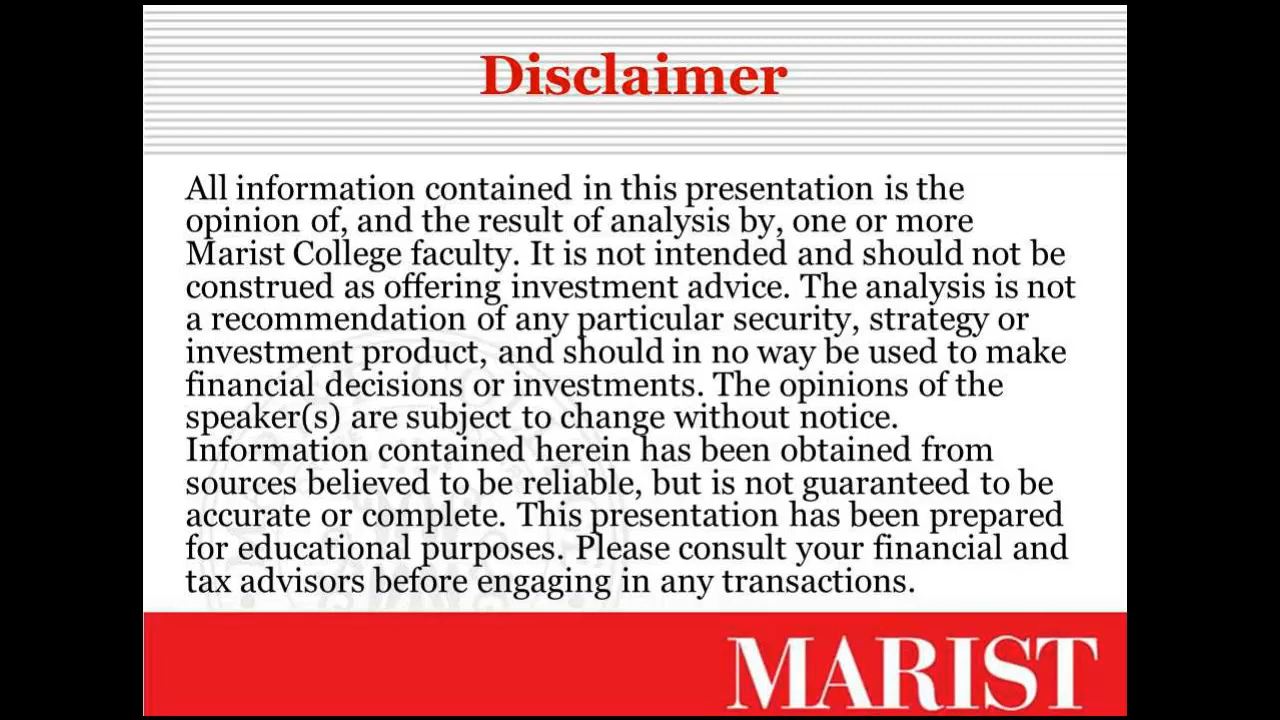 Disclaimer
All information contained in this presentation is the
opinion of, and the result of analysis by, one or more
Marist College faculty. It is not intended and should not be
construed as offering investment advice. The analysis is not
a recommendation of any particular security, strategy or
investment product, and should in no way be used to make
financial decisions or investments. The opinions of the
speaker(s) are subject to change without notice.
Information contained herein has been obtained from
sources believed to be reliable, but is not guaranteed to be
accurate or complete. This presentation has been prepared
for educational purposes. Please consult your financial and
tax advisors before engaging in any transactions.
MARIST